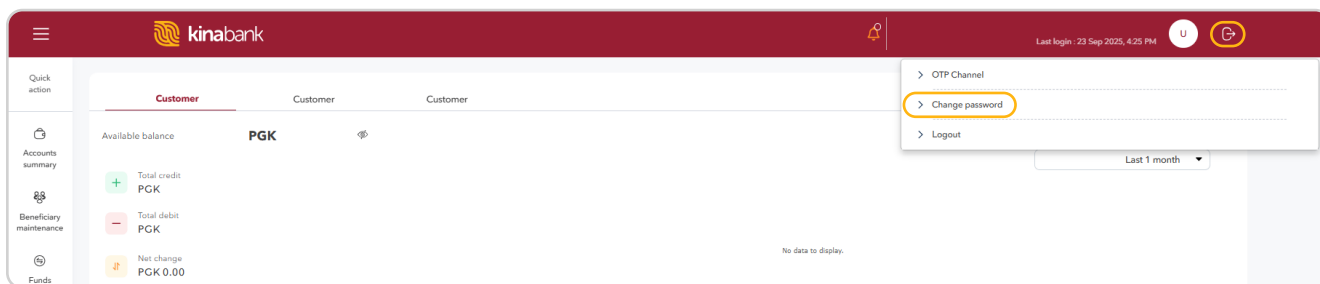 kinabank
Last login : 23 Sep 2025, 4:25 PM
U
Quick
action
OTP Channel
Change password
Logout
Customer
Customer
Customer
Available balance
PGK
Last 1 month
Accounts
summary
Total credit
PGK
Total debit
PGK
Beneficiary
maintenance
No data to display.
Net change
PGK 0.00
Funds